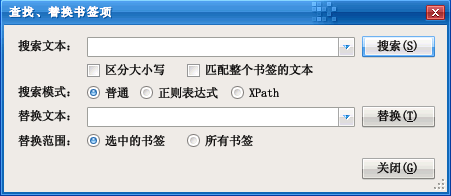 查找、替换书签项
搜索文本： 搜索(S)
区分大小写 匹配整个书签的文本
搜索模式： 普通 正则表达式 XPath
替换文本： 替换(T)
替换范围： 选中的书签 所有书签
关闭(G)